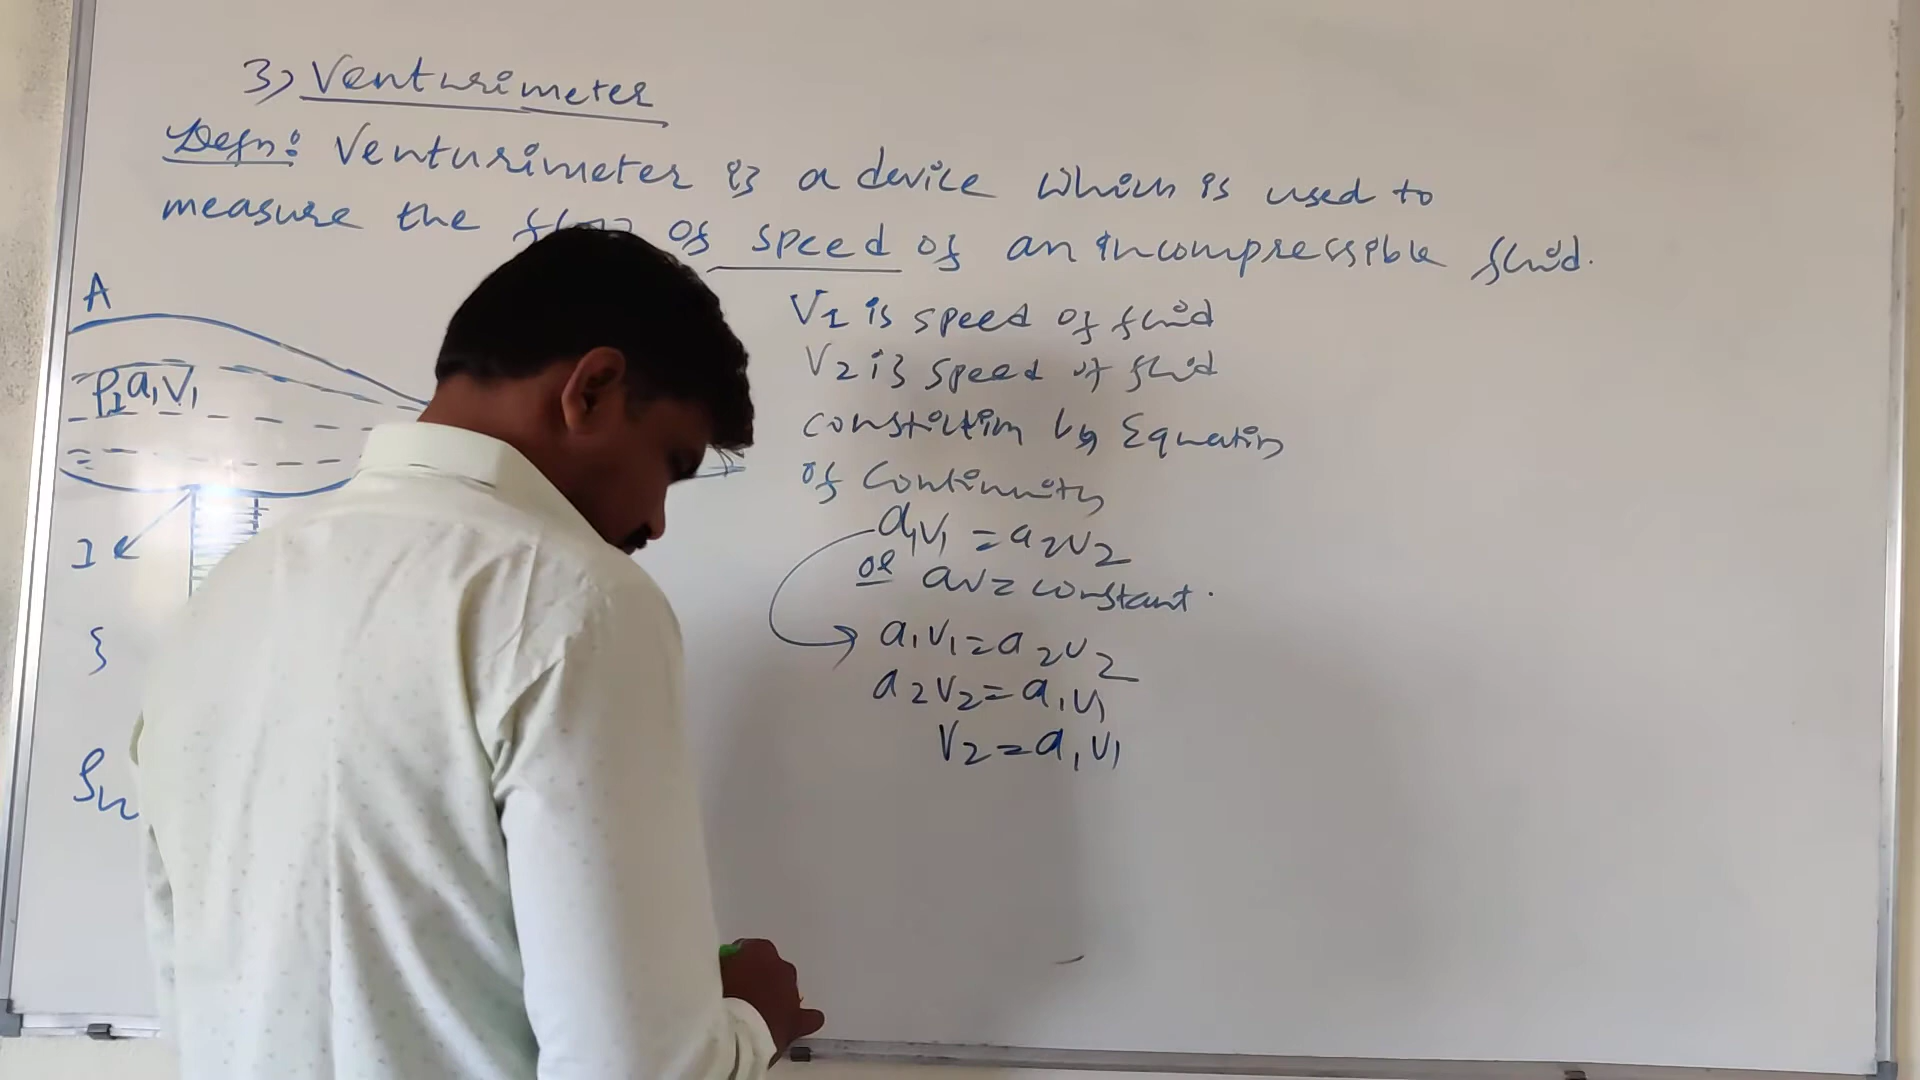 3) Venturimeter
Defn: Venturimeter is a device which is used to
measure the flow of speed of an incompressible fluid.
A
V1 is speed of fluid
V2 is speed of fluid
P1 a1 V1
by Equation
of Continuity
a1V1 = a2V2
1
or av = constant.
a1V1 = a2V2
a2V2 = a1V1
V2 = a1V1